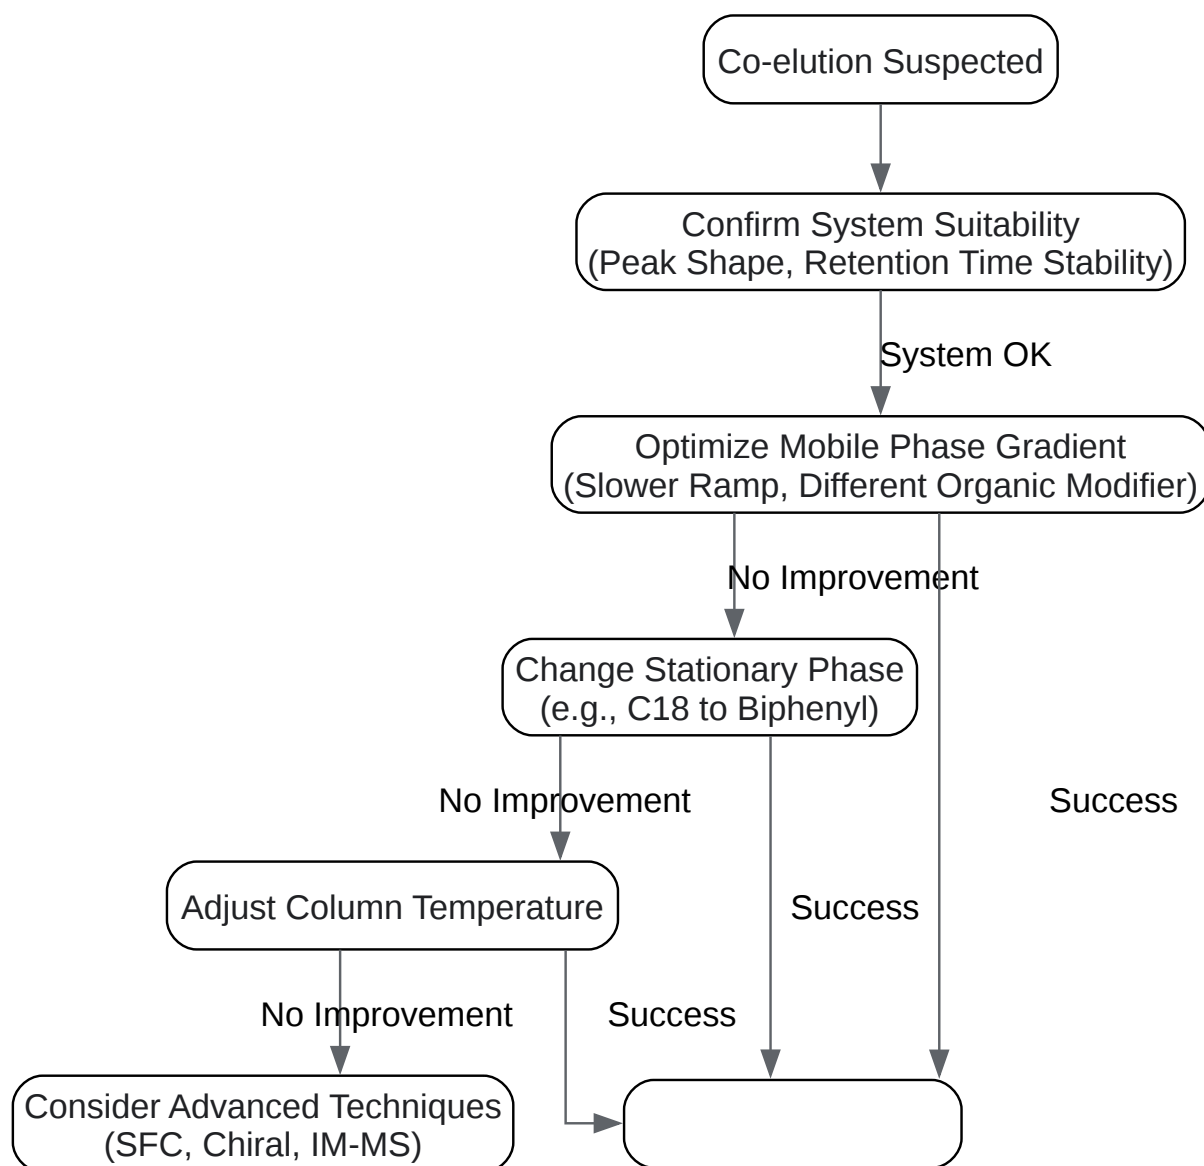 Co-elution Suspected
Confirm System Suitability
(Peak Shape, Retention Time Stability)
System OK
Optimize Mobile Phase Gradient
(Slower Ramp, Different Organic Modifier)
No Improvement
Change Stationary Phase
(e.g., C18 to Biphenyl)
No Improvement
Success
Adjust Column Temperature
Success
No Improvement
Success
Consider Advanced Techniques
(SFC, Chiral, IM-MS)